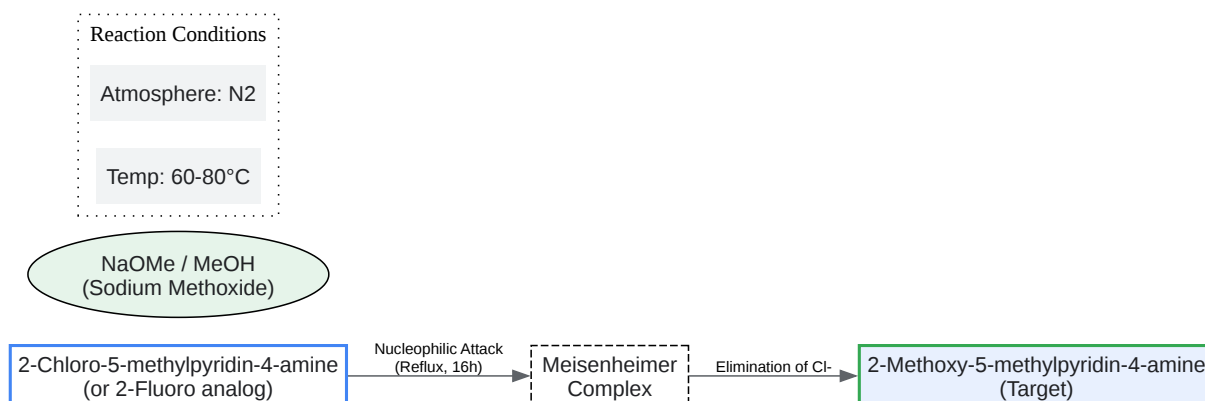 Reaction Conditions
Atmosphere: N2
Temp: 60-80°C
NaOMe / MeOH
(Sodium Methoxide)
2-Chloro-5-methylpyridin-4-amine
(or 2-Fluoro analog)
Nucleophilic Attack
(Reflux, 16h)
Meisenheimer
Complex
Elimination of Cl-
2-Methoxy-5-methylpyridin-4-amine
(Target)